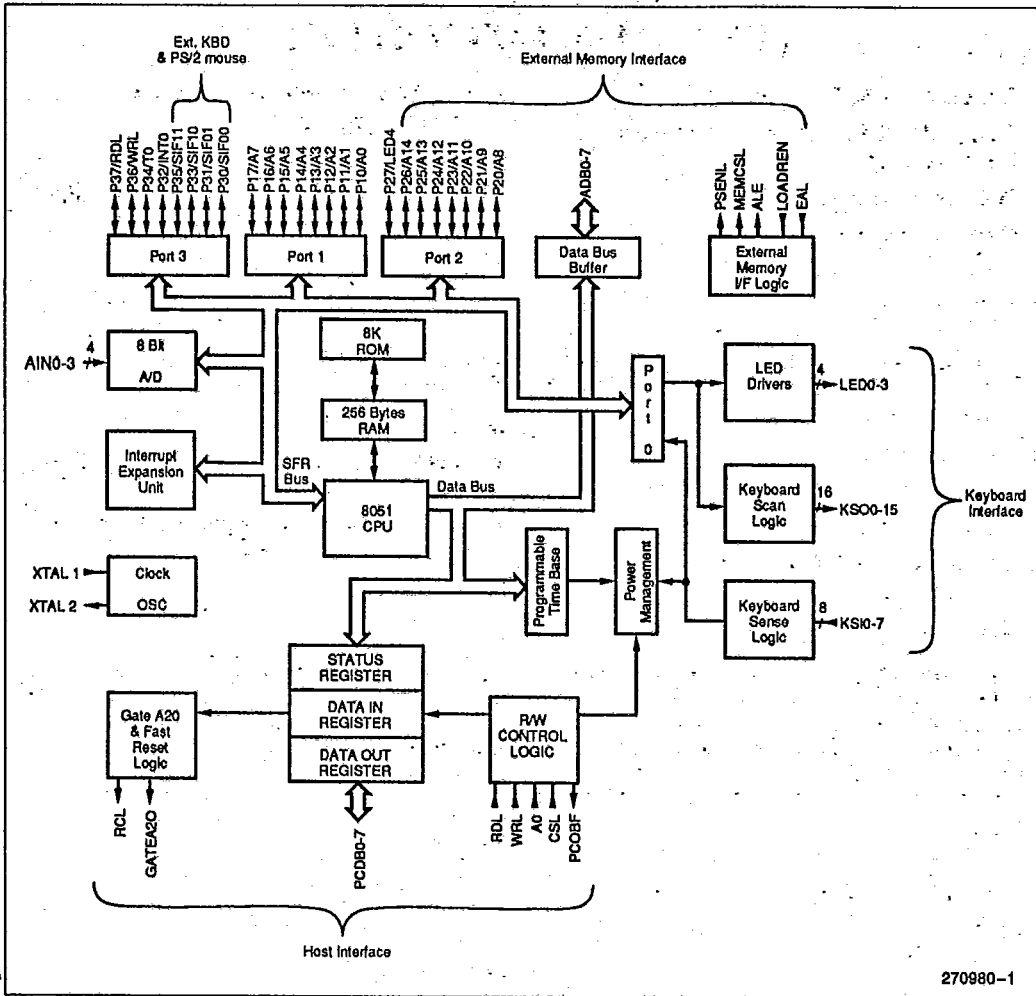 Ext. KBD
& PS/2 mouse
External Memory Interface
P37/RDL
P36/WRL
P34/T0
P32/INT0
P35/SIF11
P33/SIF10
P31/SIF01
P30/SIF00
P17/A7
P16/A6
P15/A5
P14/A4
P13/A3
P12/A2
P11/A1
P10/A0
P27/LED4
P26/A14
P25/A13
P24/A12
P23/A11
P22/A10
P21/A9
P20/A8
ADB0-7
PSENL
MEMCSL
ALE
LOADREN
EAL
Port 3
Port 1
Port 2
Data Bus
Buffer
External
Memory
I/F Logic
AIN0-3
4
8 Bit
A/D
8K
ROM
256 Bytes
RAM
Port 0
LED
Drivers
4
LED0-3
Interrupt
Expansion
Unit
SFR
Bus
8051
CPU
Data Bus
Keyboard
Scan
Logic
16
KSO0-15
Keyboard
Interface
XTAL 1
XTAL 2
Clock
OSC
Programmable
Time Base
Power
Management
Keyboard
Sense
Logic
8
KSI0-7
STATUS
REGISTER
DATA IN
REGISTER
DATA OUT
REGISTER
Gate A20
& Fast
Reset
Logic
R/W
CONTROL
LOGIC
RCL
GATEA20
PCDB0-7
RDL
WRL
A0
CSL
PCOBF
Host Interface
270980-1